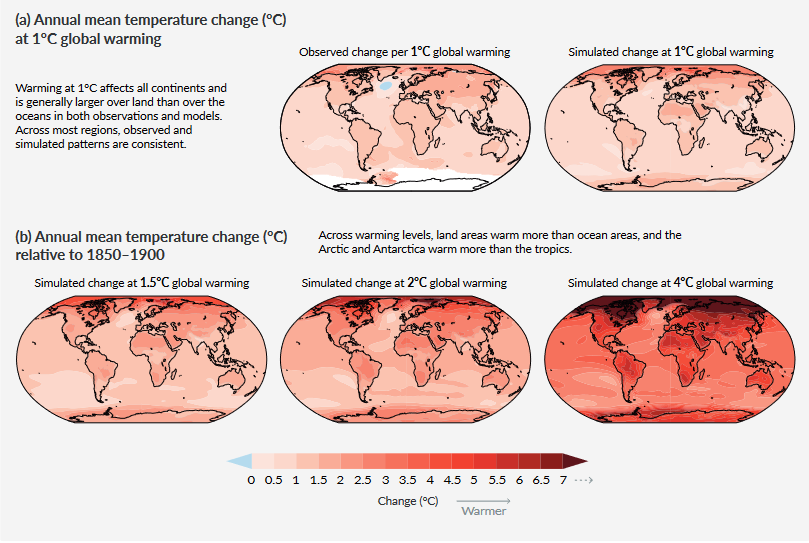 (a) Annual mean temperature change (°C)
at 1°C global warming
Observed change per 1°C global warming
Simulated change at 1°C global warming
Warming at 1°C affects all continents and
is generally larger over land than over the
oceans in both observations and models.
Across most regions, observed and
simulated patterns are consistent.
(b) Annual mean temperature change (°C)
relative to 1850–1900
Across warming levels, land areas warm more than ocean areas, and the
Arctic and Antarctica warm more than the tropics.
Simulated change at 1.5°C global warming
Simulated change at 2°C global warming
Simulated change at 4°C global warming
0 0.5 1 1.5 2 2.5 3 3.5 4 4.5 5 5.5 6 6.5 7
Change (°C)
Warmer